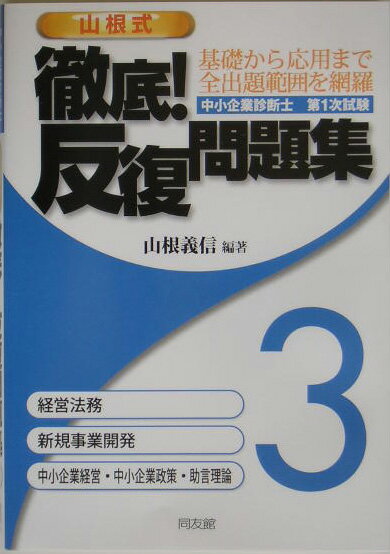 山根式
基礎から応用まで
全出題範囲を網羅
中小企業診断士 第1次試験
徹底!
反復問題集
山根義信 編著
3
経営法務
新規事業開発
中小企業経営・中小企業政策・助言理論
同友館